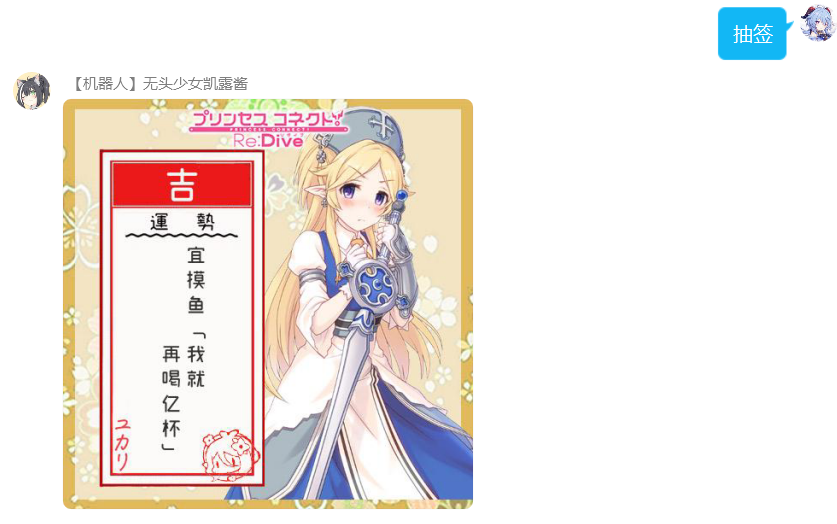 抽签
【机器人】无头少女凯露酱
プリンセスコネクト!
PRINCESS CONNECT!
Re:Dive
吉
運勢
宜摸鱼「我就
再喝亿杯」
ユカリ